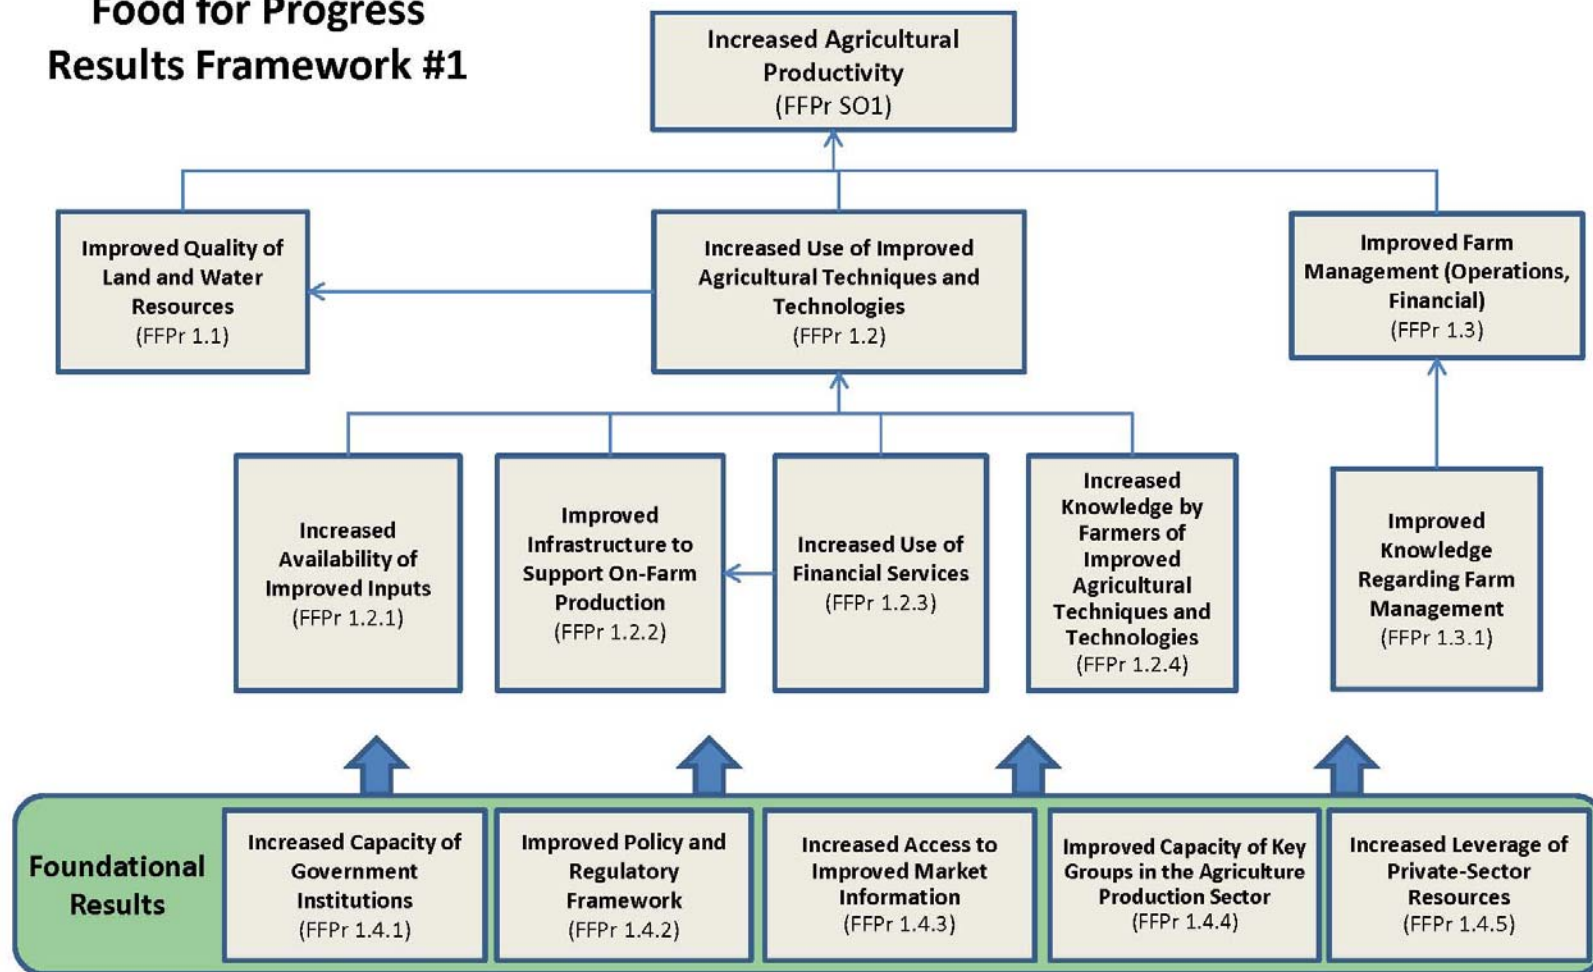 Food for Progress
Results Framework #1
Increased Agricultural
Productivity
(FFPr SO1)
Improved Quality of
Land and Water
Resources
(FFPr 1.1)
Increased Use of Improved
Agricultural Techniques and
Technologies
(FFPr 1.2)
Improved Farm
Management (Operations,
Financial)
(FFPr 1.3)
Increased
Availability of
Improved Inputs
(FFPr 1.2.1)
Improved
Infrastructure to
Support On-Farm
Production
(FFPr 1.2.2)
Increased Use of
Financial Services
(FFPr 1.2.3)
Increased
Knowledge by
Farmers of
Improved
Agricultural
Techniques and
Technologies
(FFPr 1.2.4)
Improved
Knowledge
Regarding Farm
Management
(FFPr 1.3.1)
Foundational
Results
Increased Capacity of
Government
Institutions
(FFPr 1.4.1)
Improved Policy and
Regulatory
Framework
(FFPr 1.4.2)
Increased Access to
Improved Market
Information
(FFPr 1.4.3)
Improved Capacity of Key
Groups in the Agriculture
Production Sector
(FFPr 1.4.4)
Increased Leverage of
Private-Sector
Resources
(FFPr 1.4.5)